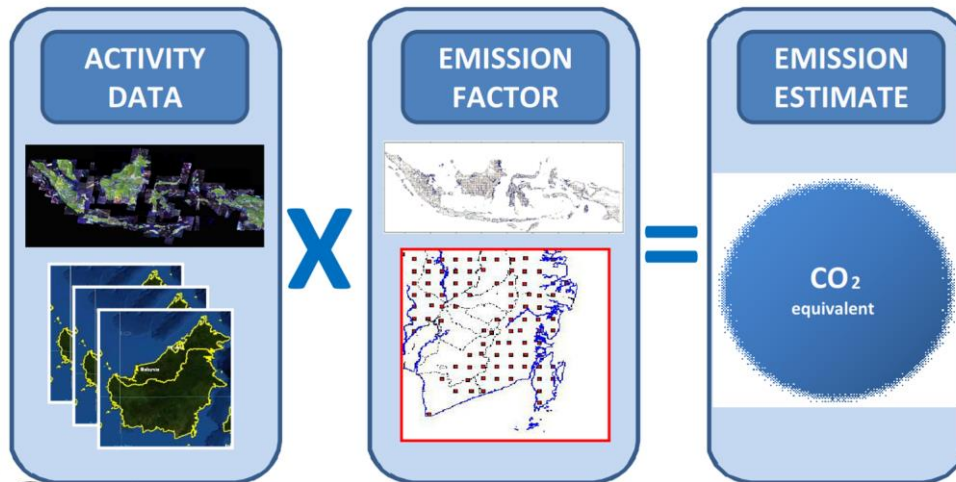 ACTIVITY
DATA
X
EMISSION
FACTOR
=
EMISSION
ESTIMATE
CO₂
equivalent